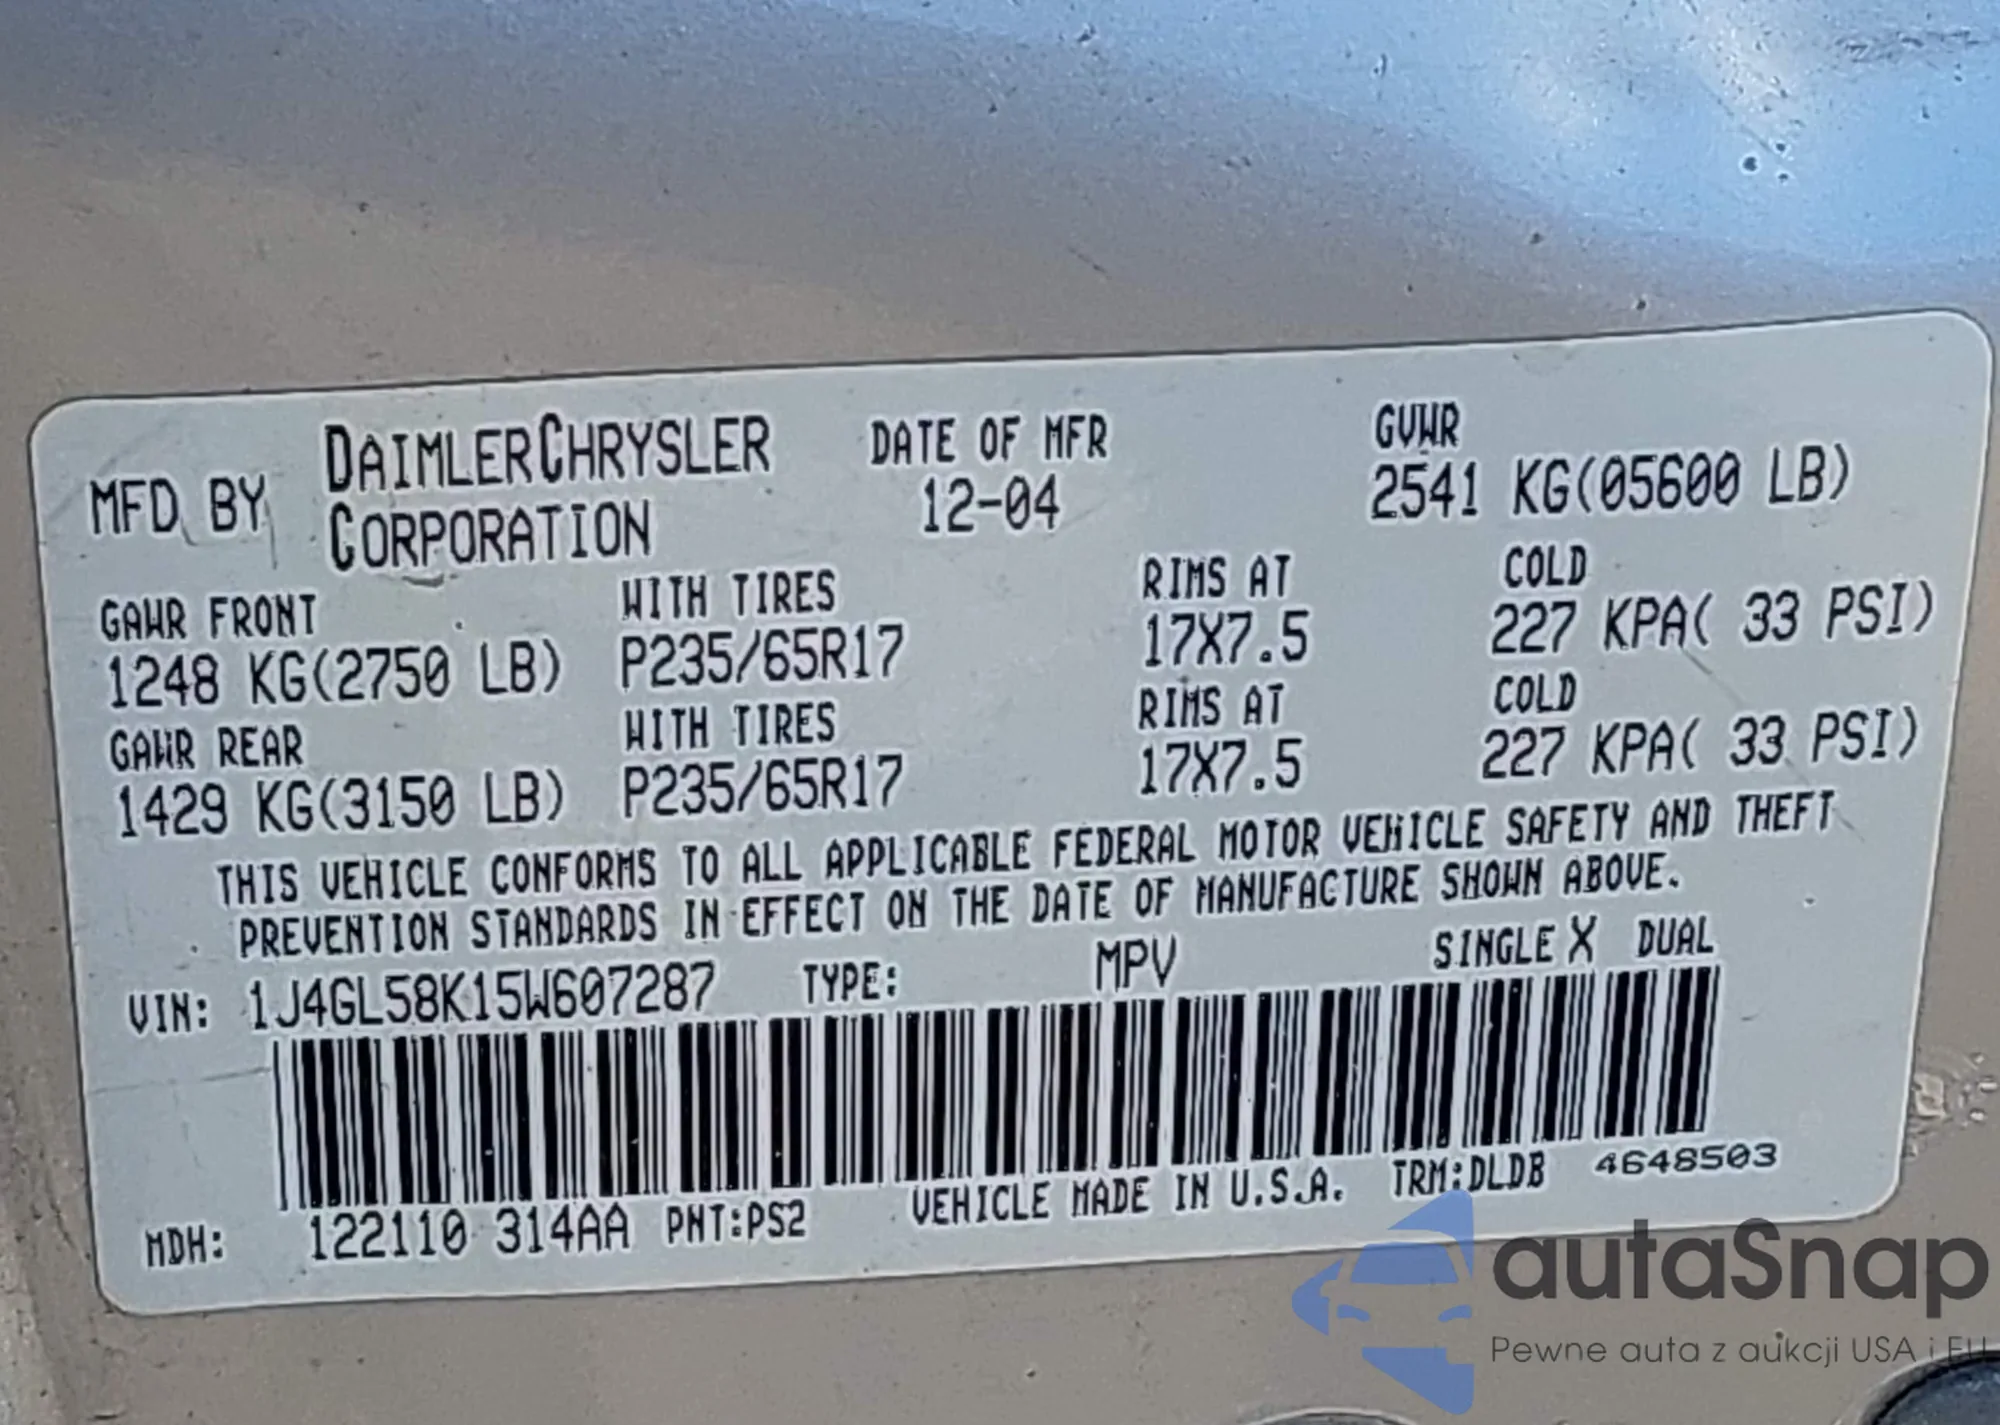 MFD BY DAIMLERCHRYSLER CORPORATION DATE OF MFR 12-04 GVWR 2541 KG(05600 LB)
GAWR FRONT WITH TIRES RIMS AT COLD
1248 KG(2750 LB) P235/65R17 17X7.5 227 KPA( 33 PSI)
GAWR REAR WITH TIRES RIMS AT COLD
1429 KG(3150 LB) P235/65R17 17X7.5 227 KPA( 33 PSI)
THIS VEHICLE CONFORMS TO ALL APPLICABLE FEDERAL MOTOR VEHICLE SAFETY AND THEFT
PREVENTION STANDARDS IN EFFECT ON THE DATE OF MANUFACTURE SHOWN ABOVE.
VIN: 1J4GL58K15W607287 TYPE: MPV SINGLE X DUAL
MDH: 122110 314AA PNT:PS2 VEHICLE MADE IN U.S.A. TRM:DLDB 4648503
autaSnap
Pewne auta z aukcji USA i EU